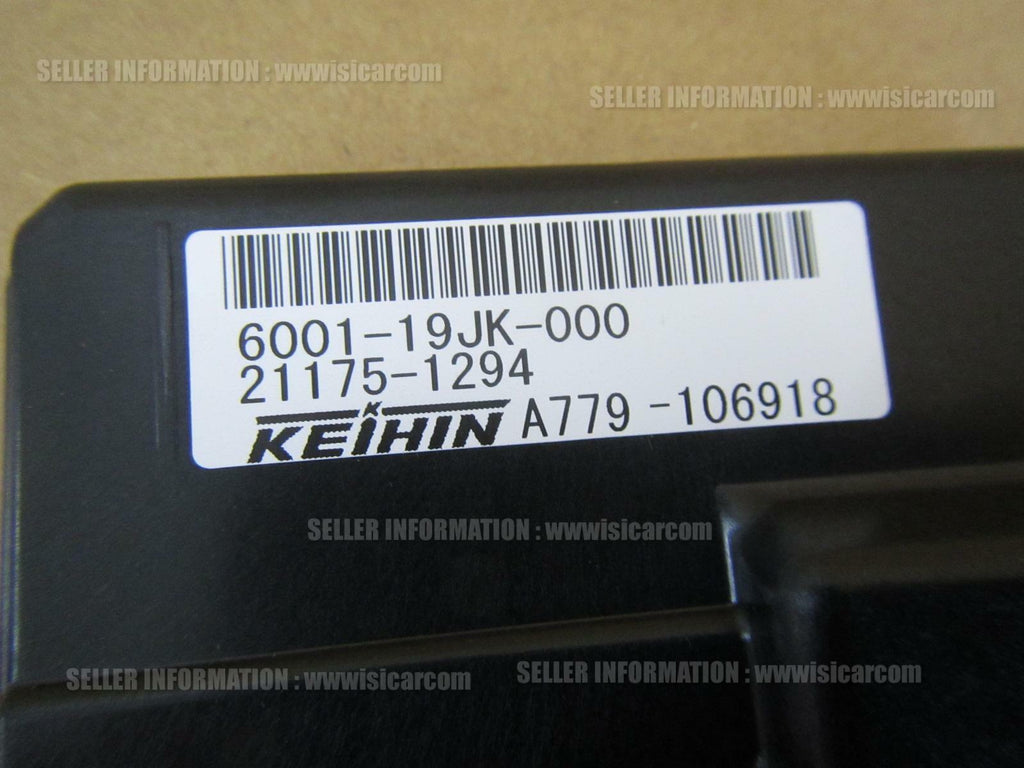 SELLER INFORMATION : wwwisicarcom
SELLER INFORMATION : wwwisicarcom
6001-19JK-000
21175-1294
KEIHIN A779 -106918
SELLER INFORMATION : wwwisicarcom
SELLER INFORMATION : wwwisicarcom
SELLER INFORMATION : wwwisicarcom